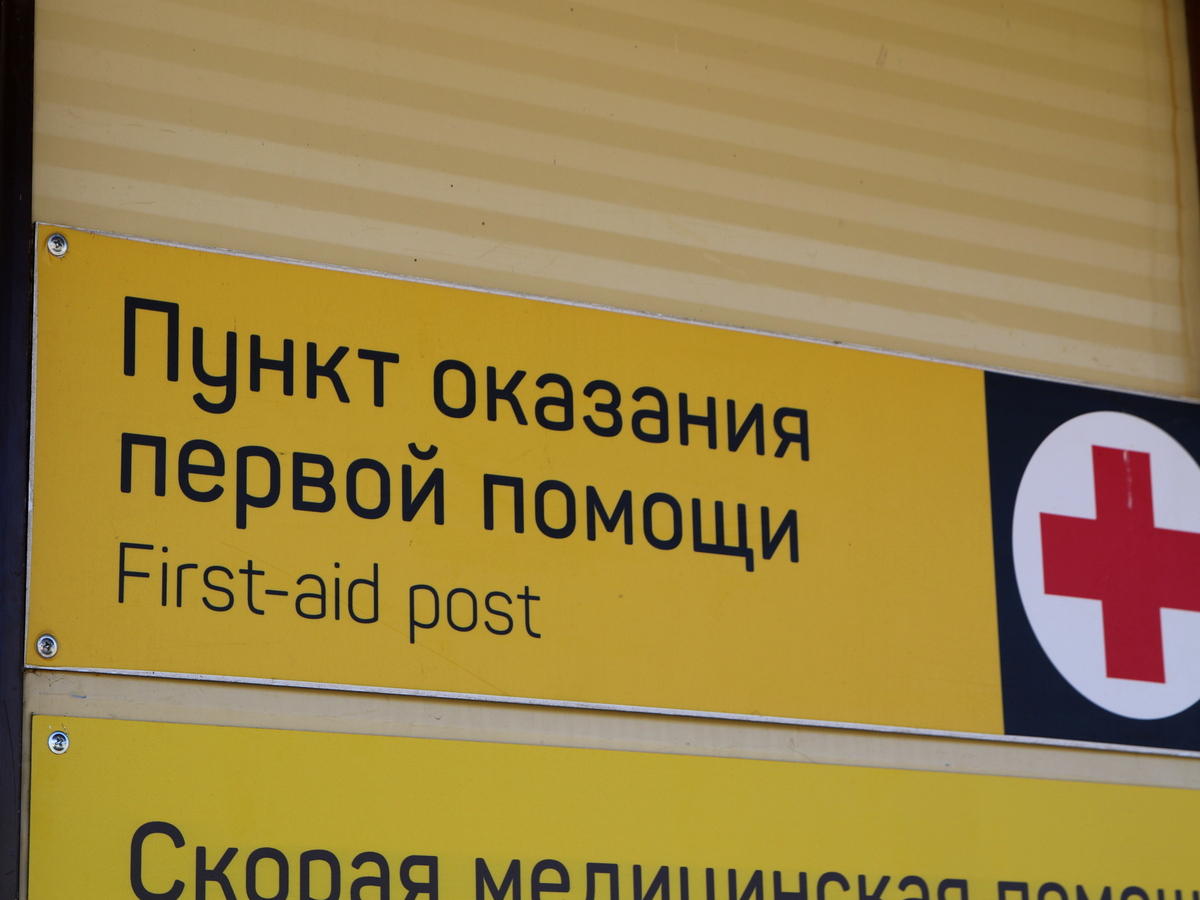 Пункт оказания
первой помощи
First-aid post
Скорая медицинская